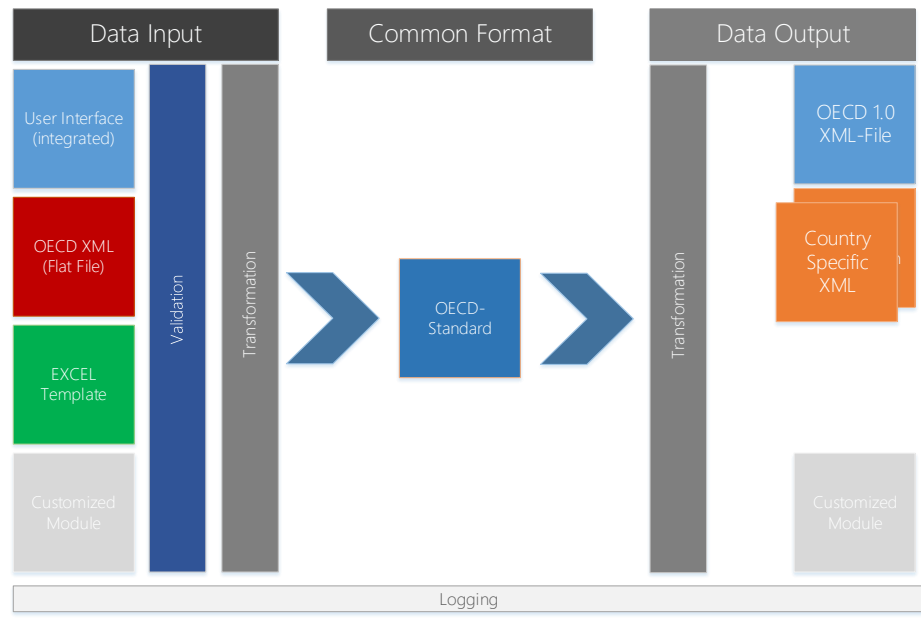 Data Input
Common Format
Data Output
User Interface
(integrated)
OECD XML
(Flat File)
EXCEL
Template
Customized
Module
Validation
Transformation
OECD-
Standard
Transformation
OECD 1.0
XML-File
Country
Specific
XML
Customized
Module
Logging